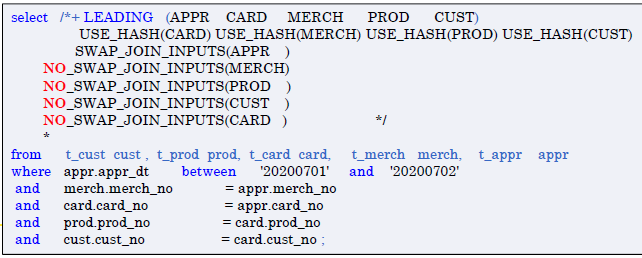 select /*+ LEADING (APPR CARD MERCH PROD CUST)
USE_HASH(CARD) USE_HASH(MERCH) USE_HASH(PROD) USE_HASH(CUST)
SWAP_JOIN_INPUTS(APPR )
NO_SWAP_JOIN_INPUTS(MERCH)
NO_SWAP_JOIN_INPUTS(PROD )
NO_SWAP_JOIN_INPUTS(CUST )
NO_SWAP_JOIN_INPUTS(CARD ) */
*
from t_cust cust , t_prod prod, t_card card, t_merch merch, t_appr appr
where appr.appr_dt between '20200701' and '20200702'
and merch.merch_no = appr.merch_no
and card.card_no = appr.card_no
and prod.prod_no = card.prod_no
and cust.cust_no = card.cust_no ;